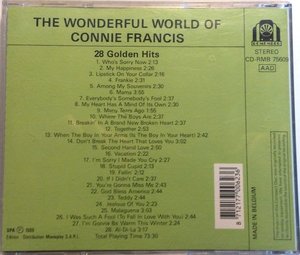 THE WONDERFUL WORLD OF
CONNIE FRANCIS
28 Golden Hits
REMEMBER
STEREO
CD-RMB 75609
AAD
1. Who's Sorry Now 2.13
2. My Happiness 2.26
3. Lipstick On Your Collar 2.16
4. Frankie 2.31
5. Among My Souvenirs 2.30
6. Mama 3.55
7. Everybody's Somebody's Fool 2.38
8. My Heart Has A Mind Of Its Own 2.30
9. Many Tears Ago 1.55
10. Where The Boys Are 2.37
11. Breakin' In A Brand New Broken Heart 2.37
12. Together 2.53
13. When The Boy In Your Arms (Is The Boy In Your Heart) 2.42
14. Don't Break The Heart That Loves You 3.02
15. Second Hand Love 2.50
16. Vacation 2.22
17. I'm Sorry I Made You Cry
18. Stupid Cupid 2.13
19. Fallin' 2.12
20. If I Didn't Care 2.37
21. You're Gonna Miss Me 2.43
22. God Bless America 2.44
23. Teddy 2.44
24. Hollow Of You
25. Malaguena 3.03
26. I Was Such A Fool (To Fall In Love With You) 2.44
27. I'm Gonna Be Warm This Winter 2.24
28. Al-Di-La
Total Playing Time 73.30
MADE IN BELGIUM